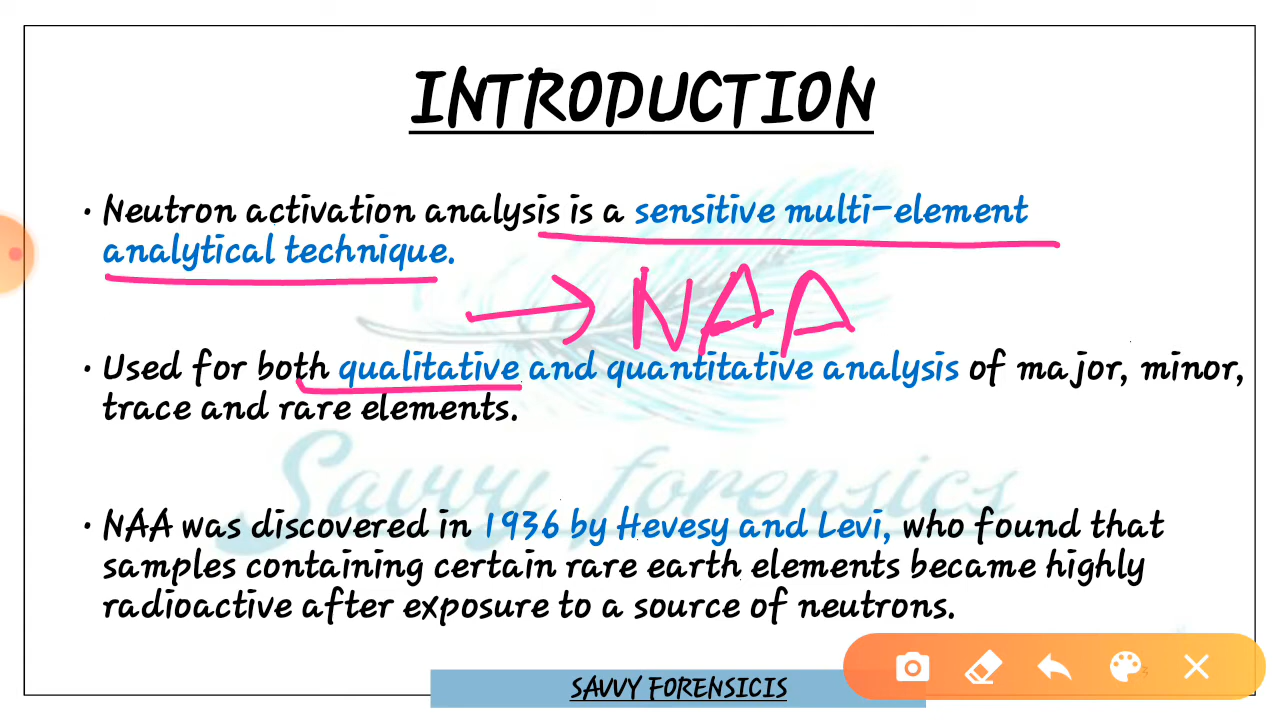 INTRODUCTION
• Neutron activation analysis is a sensitive multi-element
analytical technique.
→ NAA
• Used for both qualitative and quantitative analysis of major, minor,
trace and rare elements.
Savvy forensics
• NAA was discovered in 1936 by Hevesy and Levi, who found that
samples containing certain rare earth elements became highly
radioactive after exposure to a source of neutrons.
SAVVY FORENSICIS